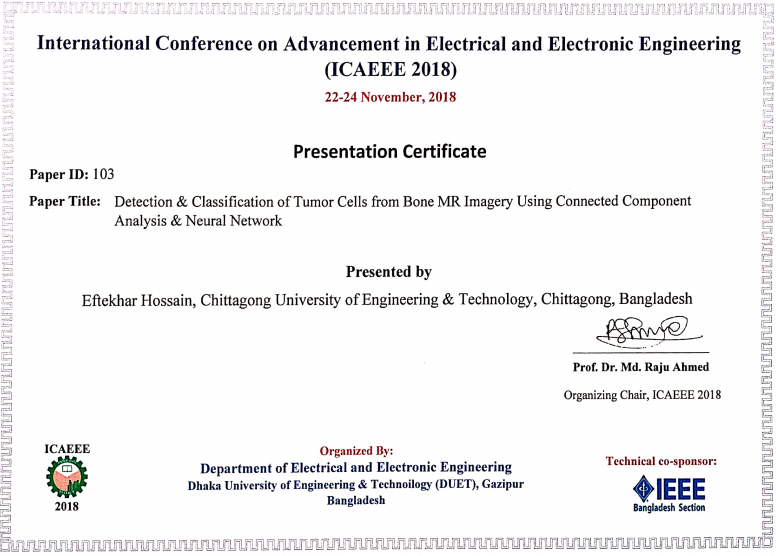 International Conference on Advancement in Electrical and Electronic Engineering
(ICAEEE 2018)
22-24 November, 2018
Presentation Certificate
Paper ID: 103
Paper Title: Detection & Classification of Tumor Cells from Bone MR Imagery Using Connected Component
Analysis & Neural Network
Presented by
Eftekhar Hossain, Chittagong University of Engineering & Technology, Chittagong, Bangladesh
Prof. Dr. Md. Raju Ahmed
Organizing Chair, ICAEEE 2018
ICAEEE
2018
Organized By:
Department of Electrical and Electronic Engineering
Dhaka University of Engineering & Technoilogy (DUET), Gazipur
Bangladesh
Technical co-sponsor:
IEEE
Bangladesh Section